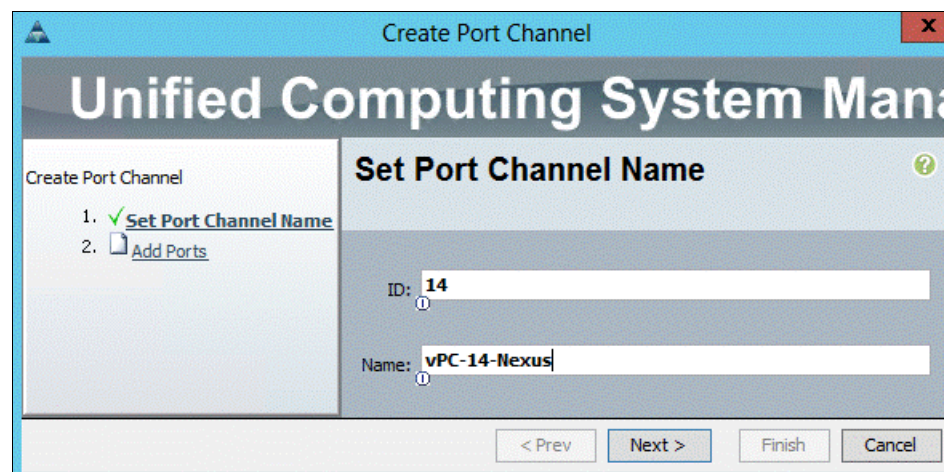 Create Port Channel
x
Unified Computing System Mana
Create Port Channel
1. Set Port Channel Name
2. Add Ports
Set Port Channel Name
?
ID: 14
Name: vPC-14-Nexus
< Prev
Next >
Finish
Cancel